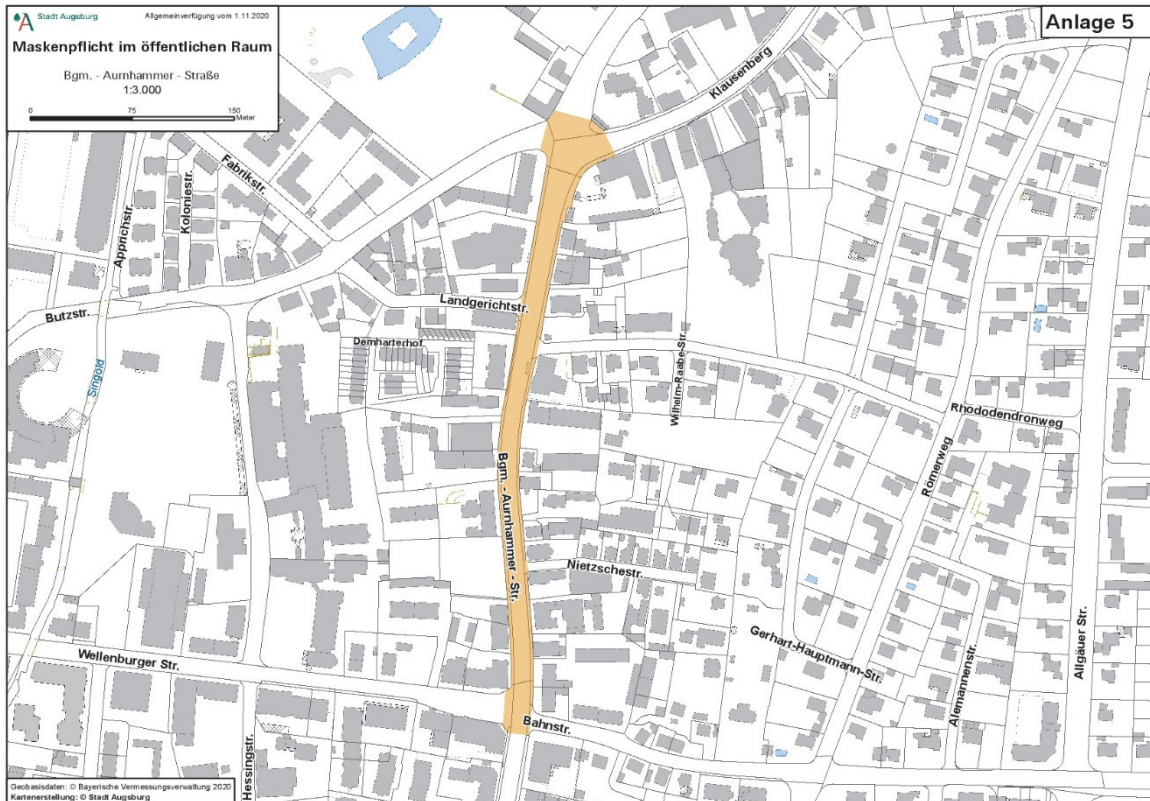 Stadt Augsburg
Allgemeinverfügung vom 1.11.2020
Maskenpflicht im öffentlichen Raum
Bgm. - Aurnhammer - Straße
1:3.000
0 75 150
Meter
Anlage 5
Klausenberg
Fabrikstr.
Koloniestr.
Apprichstr.
Butzstr.
Singold
Landgerichtstr.
Demharterhof
Wilhelm-Raabe-Str.
Rhododendronweg
Römerweg
Bgm. - Aurnhammer - Str.
Nietzschestr.
Gerhart-Hauptmann-Str.
Alemannenstr.
Allgäuer Str.
Wellenburger Str.
Bahnstr.
Hessingstr.
Geobasisdaten: © Bayerische Vermessungsverwaltung 2020
Kartenerstellung: © Stadt Augsburg